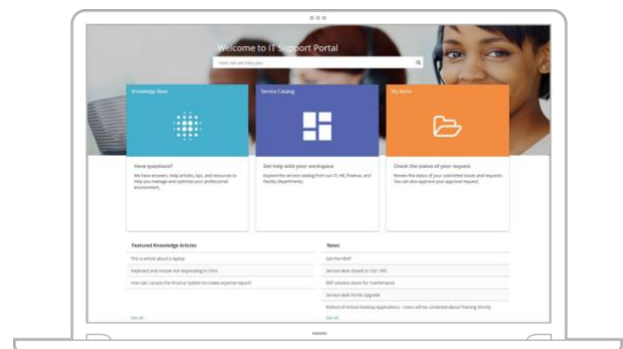 Welcome to IT Support Portal
How can we help you
Knowledge Base
Service Catalog
My Items
Have questions?
We have answers. Help articles, tips, and resources to
help you manage and optimize your professional
environment.
Get help with your workspace
Explore the service catalog from our IT, HR, Finance, and
Facility departments.
Check the status of your request
Review the status of your submitted issues and requests.
You can also approve your approval request.
Featured Knowledge Articles
This is article about a laptop
Keyboard and mouse not responding to Citrix
How can I access the Finance System to create expense report?
See all..
News
Get the HEAT
Service desk closed on
ERP solution down for maintenance
Service desk Portal upgrade
Rollout of Virtual Desktop applications - Users will be contacted about training shortly
See all..